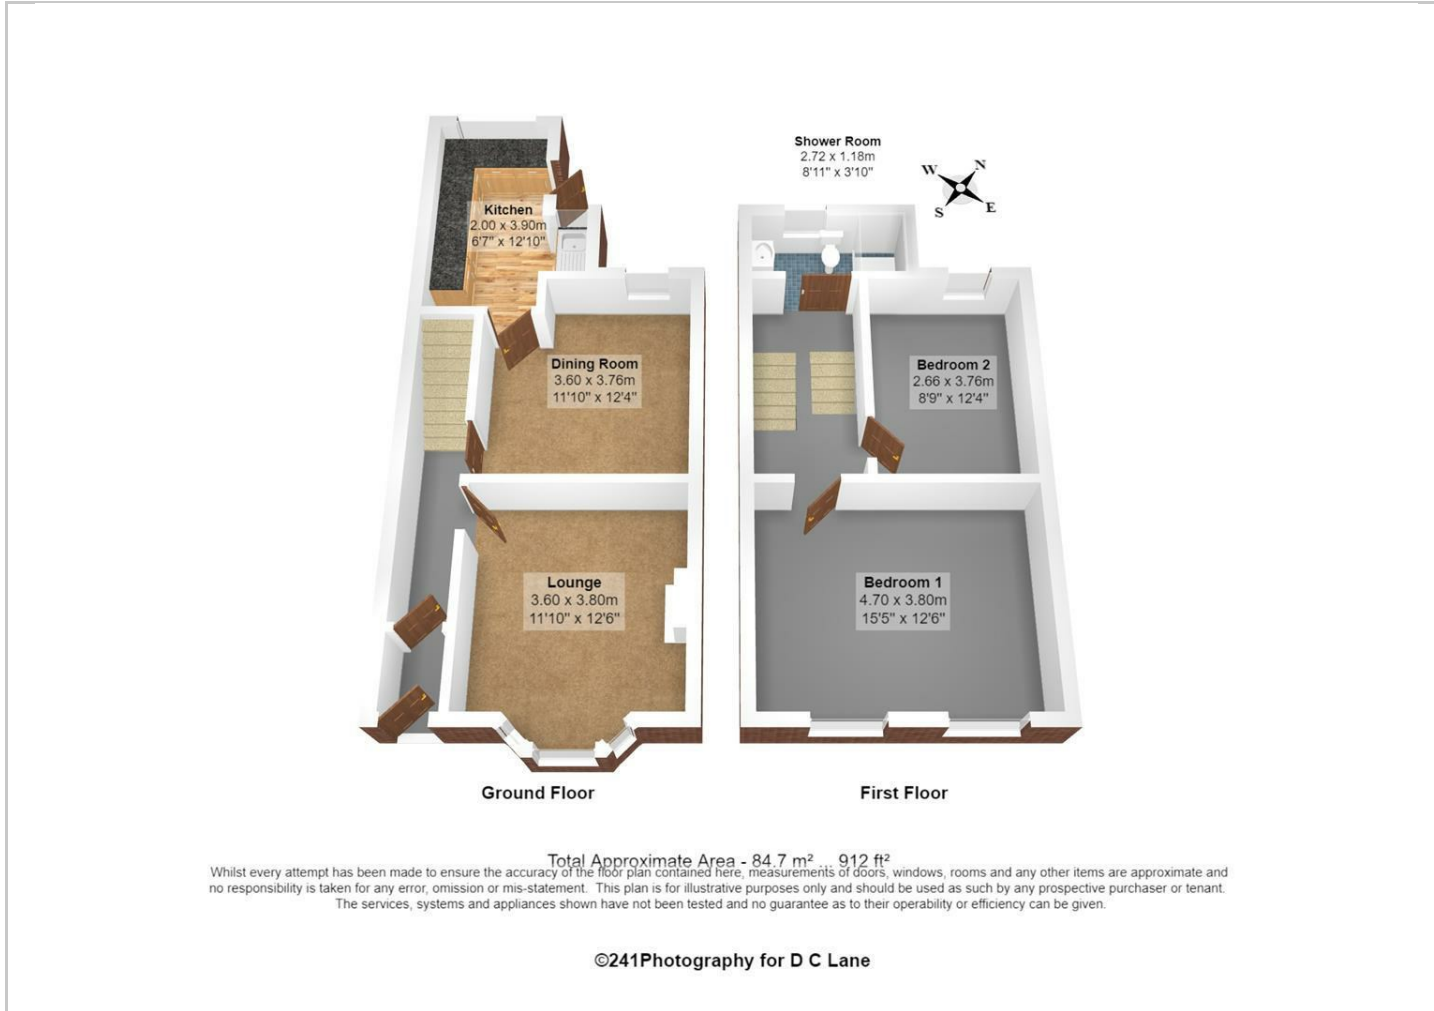 Shower Room
2.72 x 1.18m
8'11" x 3'10"
W
N
S
E
Kitchen
2.00 x 3.90m
6'7" x 12'10"
Dining Room
3.60 x 3.76m
11'10" x 12'4"
Bedroom 2
2.66 x 3.76m
8'9" x 12'4"
Lounge
3.60 x 3.80m
11'10" x 12'6"
Bedroom 1
4.70 x 3.80m
15'5" x 12'6"
Ground Floor
First Floor
Total Approximate Area - 84.7 m² ... 912 ft²
Whilst every attempt has been made to ensure the accuracy of the floor plan contained here, measurements of doors, windows, rooms and any other items are approximate and
no responsibility is taken for any error, omission or mis-statement. This plan is for illustrative purposes only and should be used as such by any prospective purchaser or tenant.
The services, systems and appliances shown have not been tested and no guarantee as to their operability or efficiency can be given.
©241Photography for D C Lane